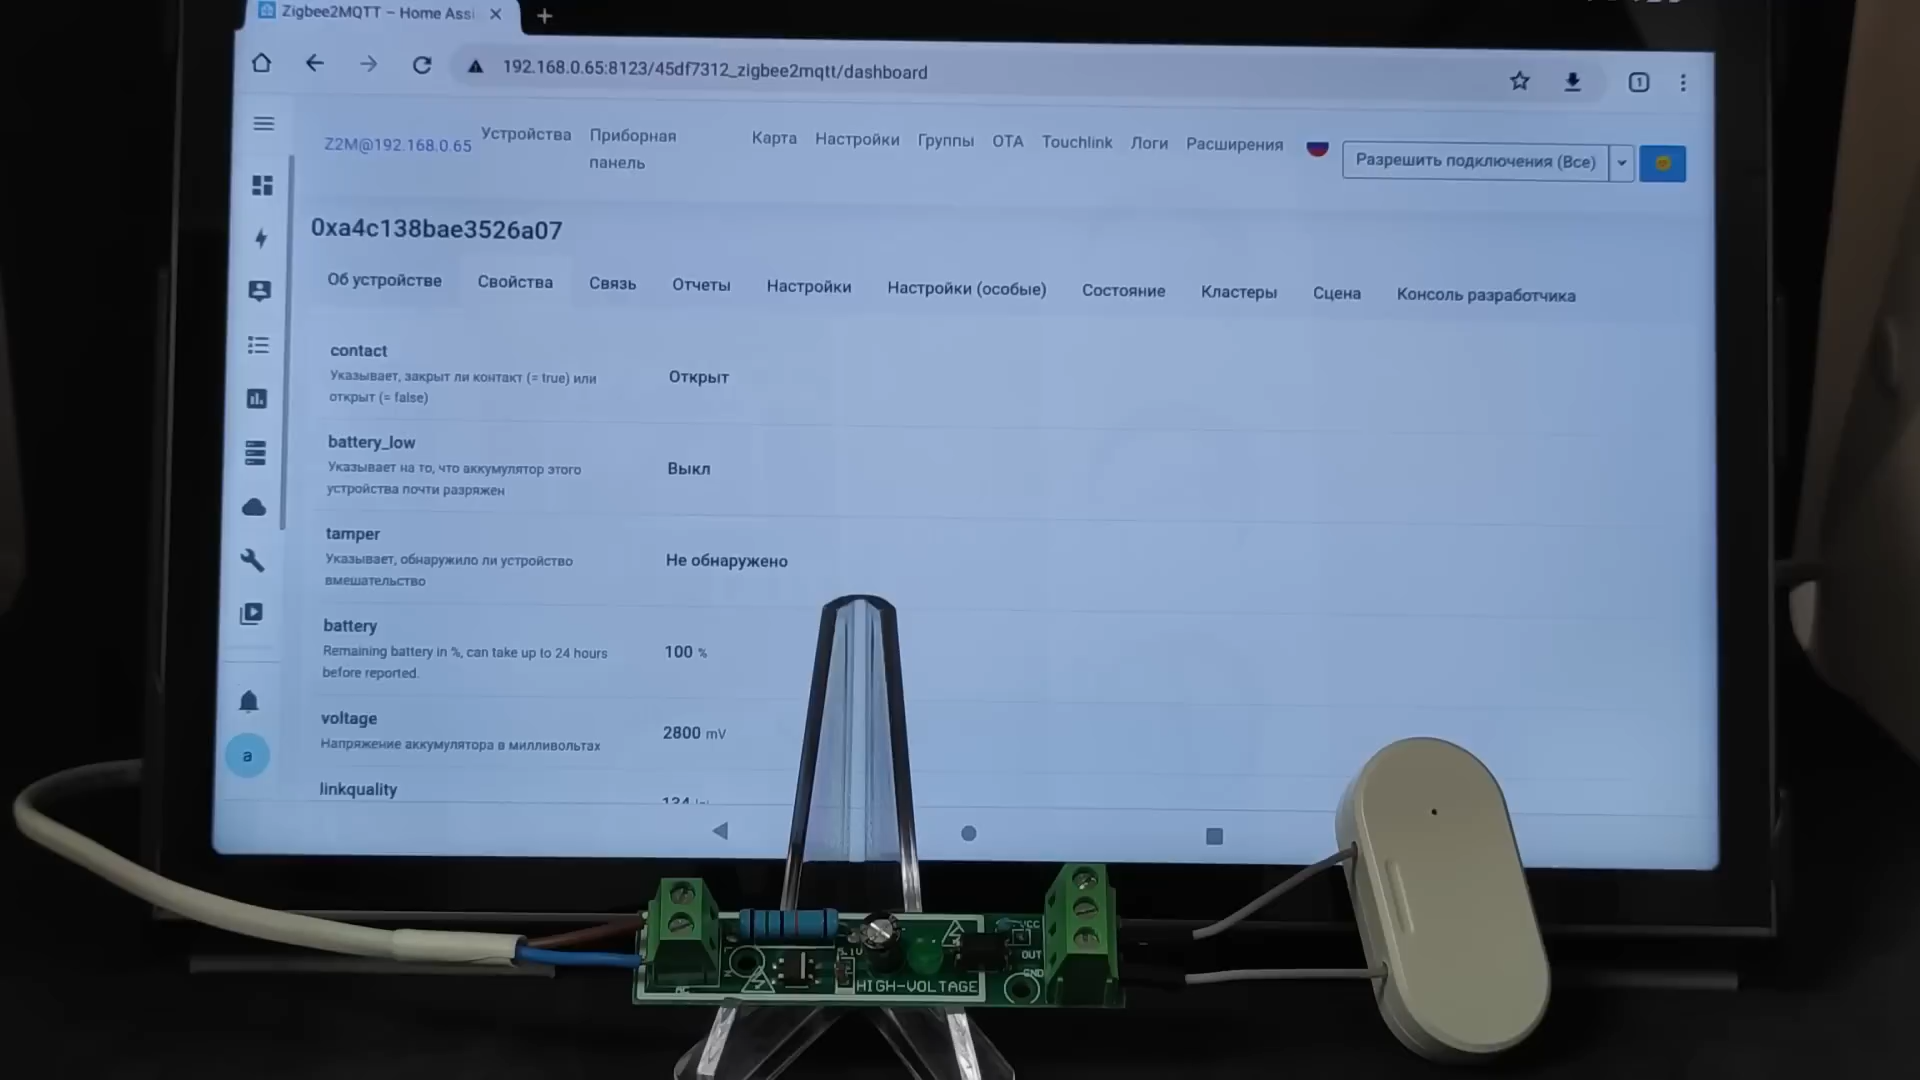 Zigbee2MQTT – Home Assi
192.168.0.65:8123/45df7312_zigbee2mqtt/dashboard
1
Z2M@192.168.0.65 Устройства Приборная панель Карта Настройки Группы OTA Touchlink Логи Расширения Разрешить подключения (Все)
0xa4c138bae3526a07
Об устройстве Свойства Связь Отчеты Настройки Настройки (особые) Состояние Кластеры Сцена Консоль разработчика
contact
Указывает, закрыт ли контакт (= true) или
открыт (= false)
Открыт
battery_low
Указывает на то, что аккумулятор этого
устройства почти разряжен
Выкл
tamper
Указывает, обнаружило ли устройство
вмешательство
Не обнаружено
battery
Remaining battery in %, can take up to 24 hours
before reported.
100 %
voltage
Напряжение аккумулятора в милливольтах
2800 mV
a
linkquality
VCC
OUT
GND
HIGH-VOLTAGE
AC